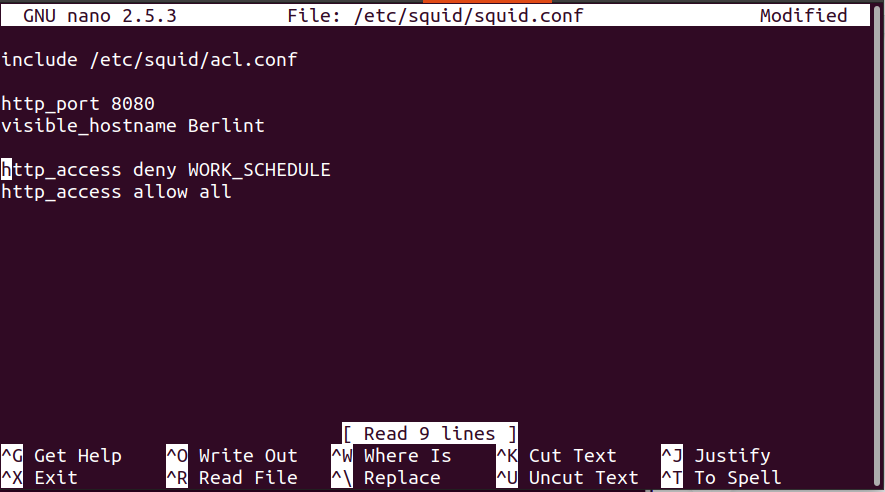 GNU nano 2.5.3 File: /etc/squid/squid.conf Modified
include /etc/squid/acl.conf
http_port 8080
visible_hostname Berlint
http_access deny WORK_SCHEDULE
http_access allow all
[ Read 9 lines ]
^G Get Help ^O Write Out ^W Where Is ^K Cut Text ^J Justify
^X Exit ^R Read File ^\ Replace ^U Uncut Text ^T To Spell